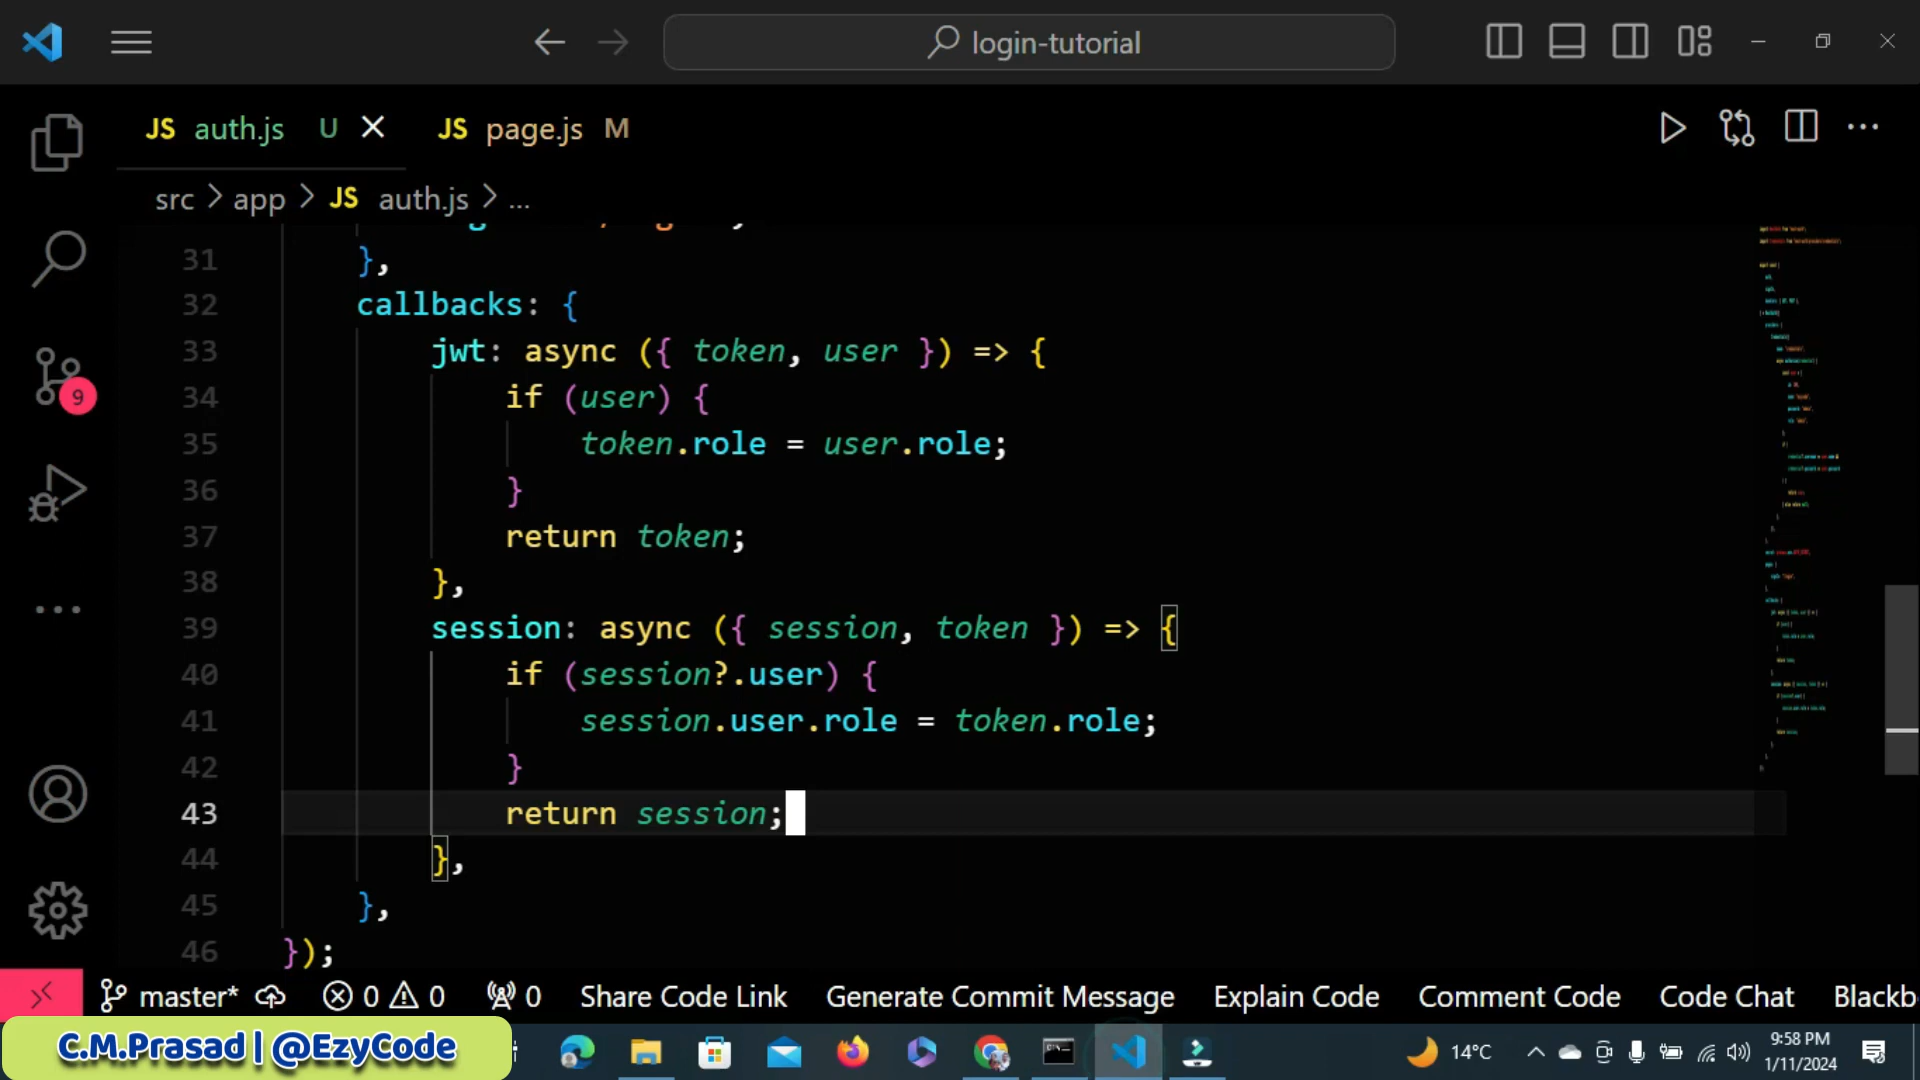 login-tutorial
JS auth.js U JS page.js M
src > app > JS auth.js > ...
31 },
32 callbacks: {
33 jwt: async ({ token, user }) => {
34 if (user) {
35 token.role = user.role;
36 }
37 return token;
38 },
39 session: async ({ session, token }) => {
40 if (session?.user) {
41 session.user.role = token.role;
42 }
43 return session;
44 },
45 },
46 });
9
master* 0 0 0 Share Code Link Generate Commit Message Explain Code Comment Code Code Chat Blackb
C.M.Prasad | @EzyCode
14°C
9:58 PM
1/11/2024